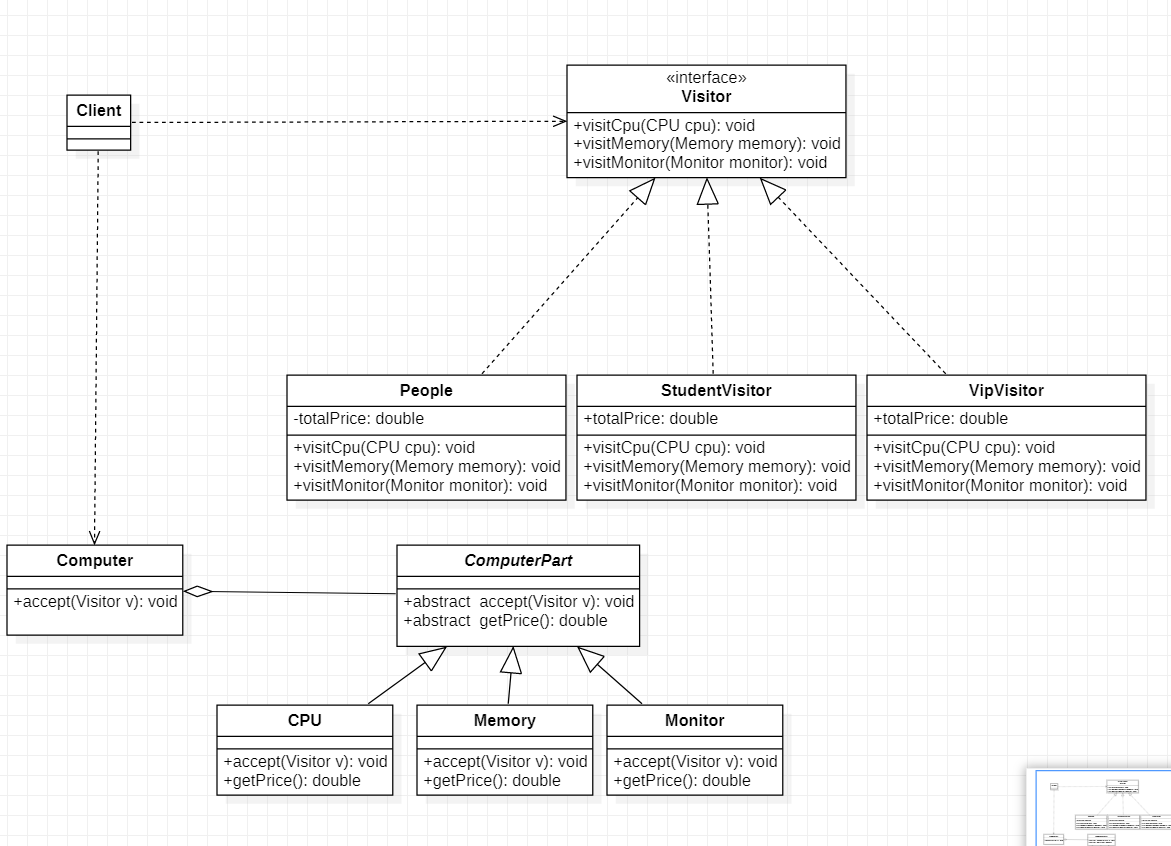 Client
«interface»
Visitor
+visitCpu(CPU cpu): void
+visitMemory(Memory memory): void
+visitMonitor(Monitor monitor): void
People
-totalPrice: double
+visitCpu(CPU cpu): void
+visitMemory(Memory memory): void
+visitMonitor(Monitor monitor): void
StudentVisitor
+totalPrice: double
+visitCpu(CPU cpu): void
+visitMemory(Memory memory): void
+visitMonitor(Monitor monitor): void
VipVisitor
+totalPrice: double
+visitCpu(CPU cpu): void
+visitMemory(Memory memory): void
+visitMonitor(Monitor monitor): void
Computer
+accept(Visitor v): void
ComputerPart
+abstract accept(Visitor v): void
+abstract getPrice(): double
CPU
+accept(Visitor v): void
+getPrice(): double
Memory
+accept(Visitor v): void
+getPrice(): double
Monitor
+accept(Visitor v): void
+getPrice(): double